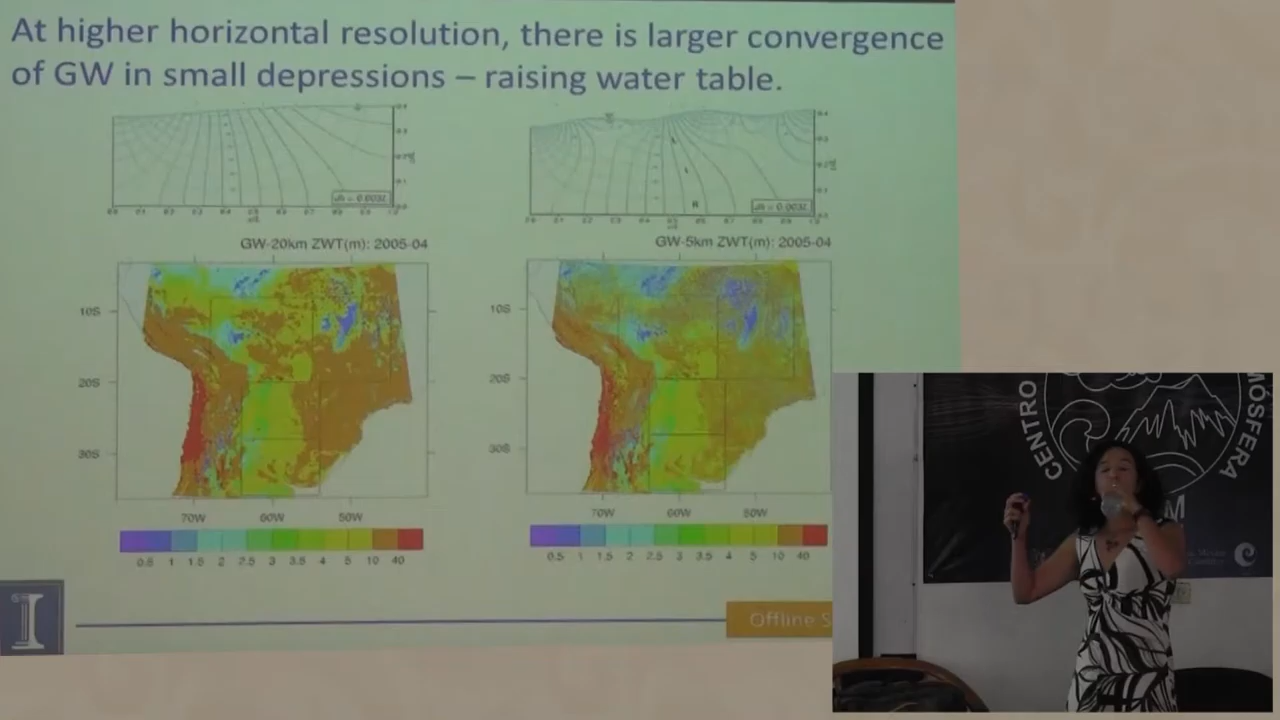 At higher horizontal resolution, there is larger convergence
of GW in small depressions – raising water table.
GW-20km ZWT(m): 2005-04
GW-5km ZWT(m): 2005-04
10S
20S
30S
10S
20S
30S
70W 60W 50W
70W 60W 50W
0.5 1 1.5 2 2.5 3 3.5 4 5 10 40
0.5 1 1.5 2 2.5 3 3.5 4 5 10 40
I
Offline S
CENTRO
MÓSFERA
M